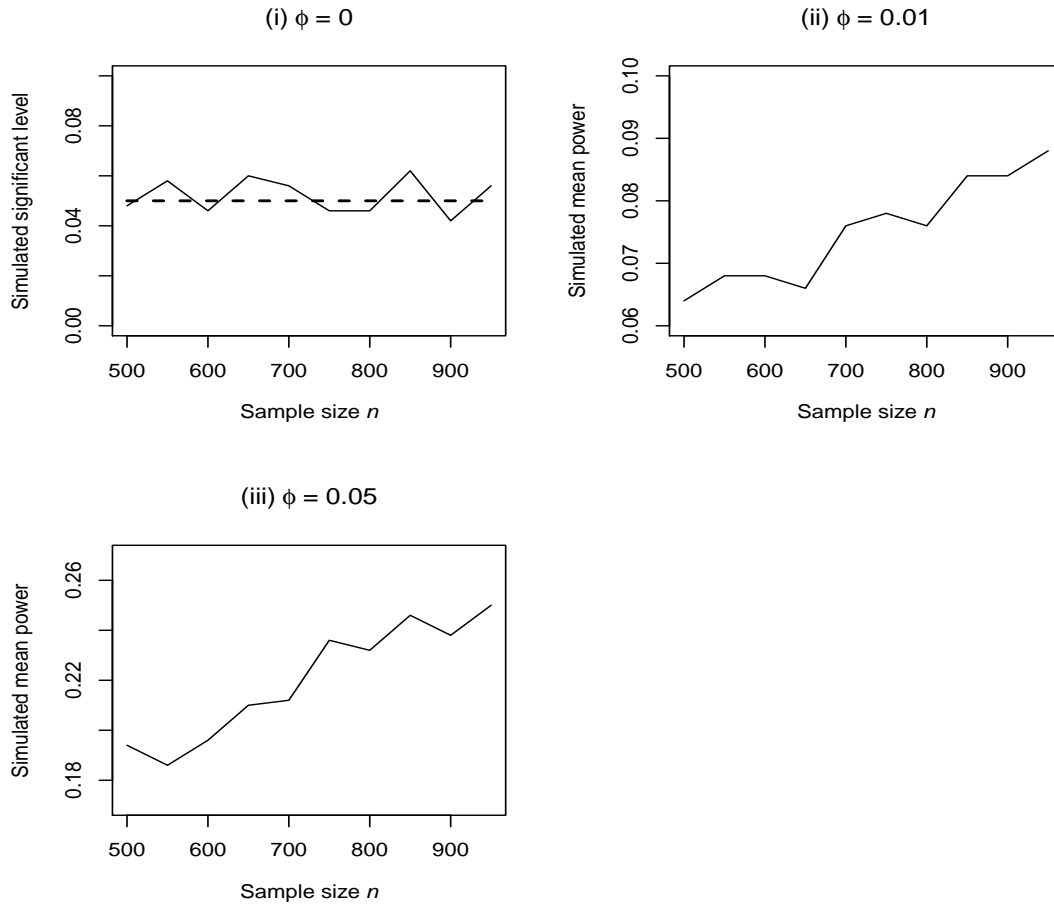 (i) ϕ = 0
Simulated significant level
0.00 0.04 0.08
500 600 700 800 900
Sample size n
(ii) ϕ = 0.01
Simulated mean power
0.06 0.07 0.08 0.09 0.10
500 600 700 800 900
Sample size n
(iii) ϕ = 0.05
Simulated mean power
0.18 0.22 0.26
500 600 700 800 900
Sample size n